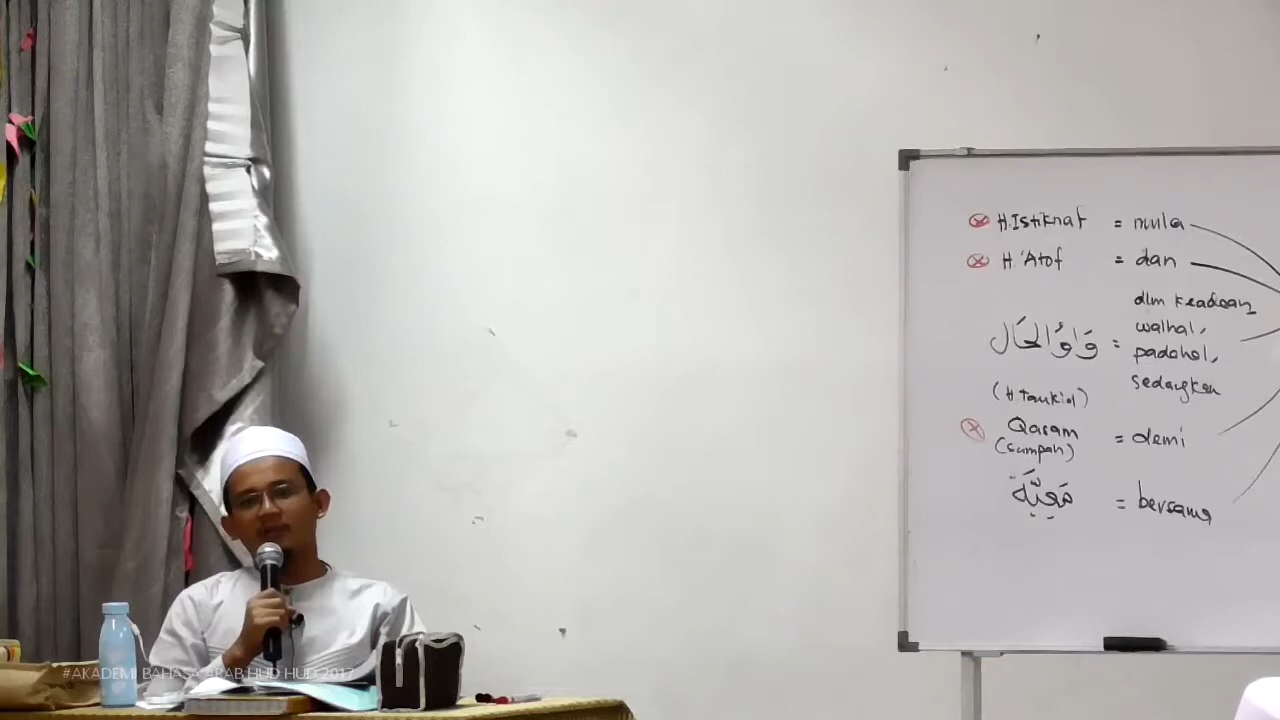 H.Istiknaf = mula
H.'Atof = dan
وَاوُ الحَال = dlm keadaan,
walhal,
padahal,
sedangkan
(H.Taukid)
Qasam = demi
(sumpah)
مَعِيَّة = bersama
#AKADEMI BAHASA ARAB HUD HUD 2017